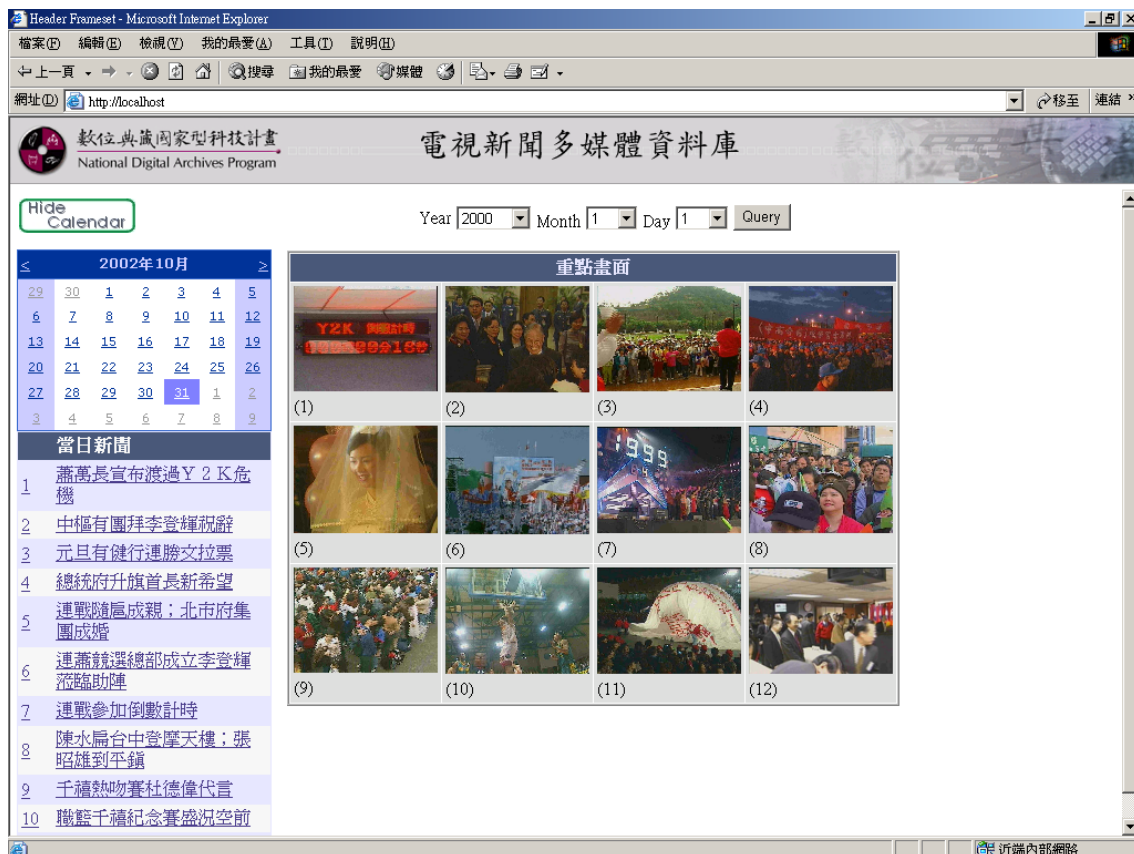 Header Frameset - Microsoft Internet Explorer
檔案(F) 編輯(E) 檢視(V) 我的最愛(A) 工具(T) 說明(H)
上一頁 搜尋 我的最愛 媒體
網址(D) http://localhost 移至 連結 »
數位典藏國家型科技計畫
National Digital Archives Program
電視新聞多媒體資料庫
Hide
Calendar
Year 2000 Month 1 Day 1 Query
< 2002年10月 >
29 30 1 2 3 4 5
6 7 8 9 10 11 12
13 14 15 16 17 18 19
20 21 22 23 24 25 26
27 28 29 30 31 1 2
3 4 5 6 7 8 9
當日新聞
1 蕭萬長宣布渡過Y2K危
機
2 中樞有團拜李登輝祝辭
3 元旦有健行連勝文拉票
4 總統府升旗首長新希望
5 連戰隨扈成親；北市府集
團成婚
6 連蕭競選總部成立李登輝
蒞臨助陣
7 連戰參加倒數計時
8 陳水扁台中登摩天樓；張
昭雄到平鎮
9 千禧熱吻賽杜德偉代言
10 職籃千禧紀念賽盛況空前
重點畫面
Y2K 倒數計時
(1) (2) (3) (4)
1999
(5) (6) (7) (8)
(9) (10) (11) (12)
近端內部網路